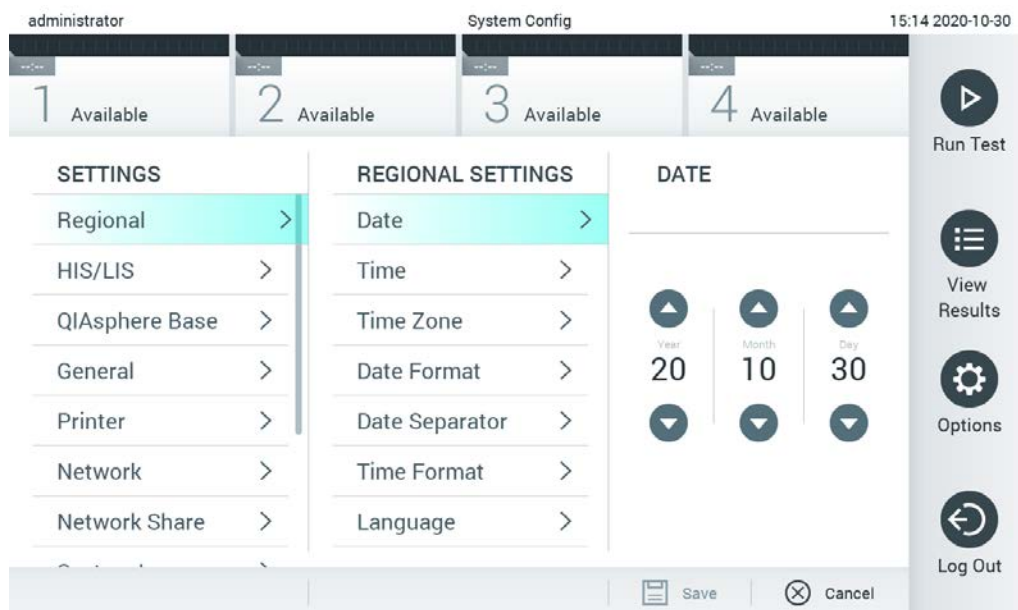 administrator System Config 15:14 2020-10-30
--:-- --:-- --:-- --:--
1 Available 2 Available 3 Available 4 Available
Run Test
SETTINGS
Regional
HIS/LIS
QIAsphere Base
General
Printer
Network
Network Share
REGIONAL SETTINGS
Date
Time
Time Zone
Date Format
Date Separator
Time Format
Language
DATE
Year Month Day
20 10 30
View
Results
Options
Log Out
Save Cancel